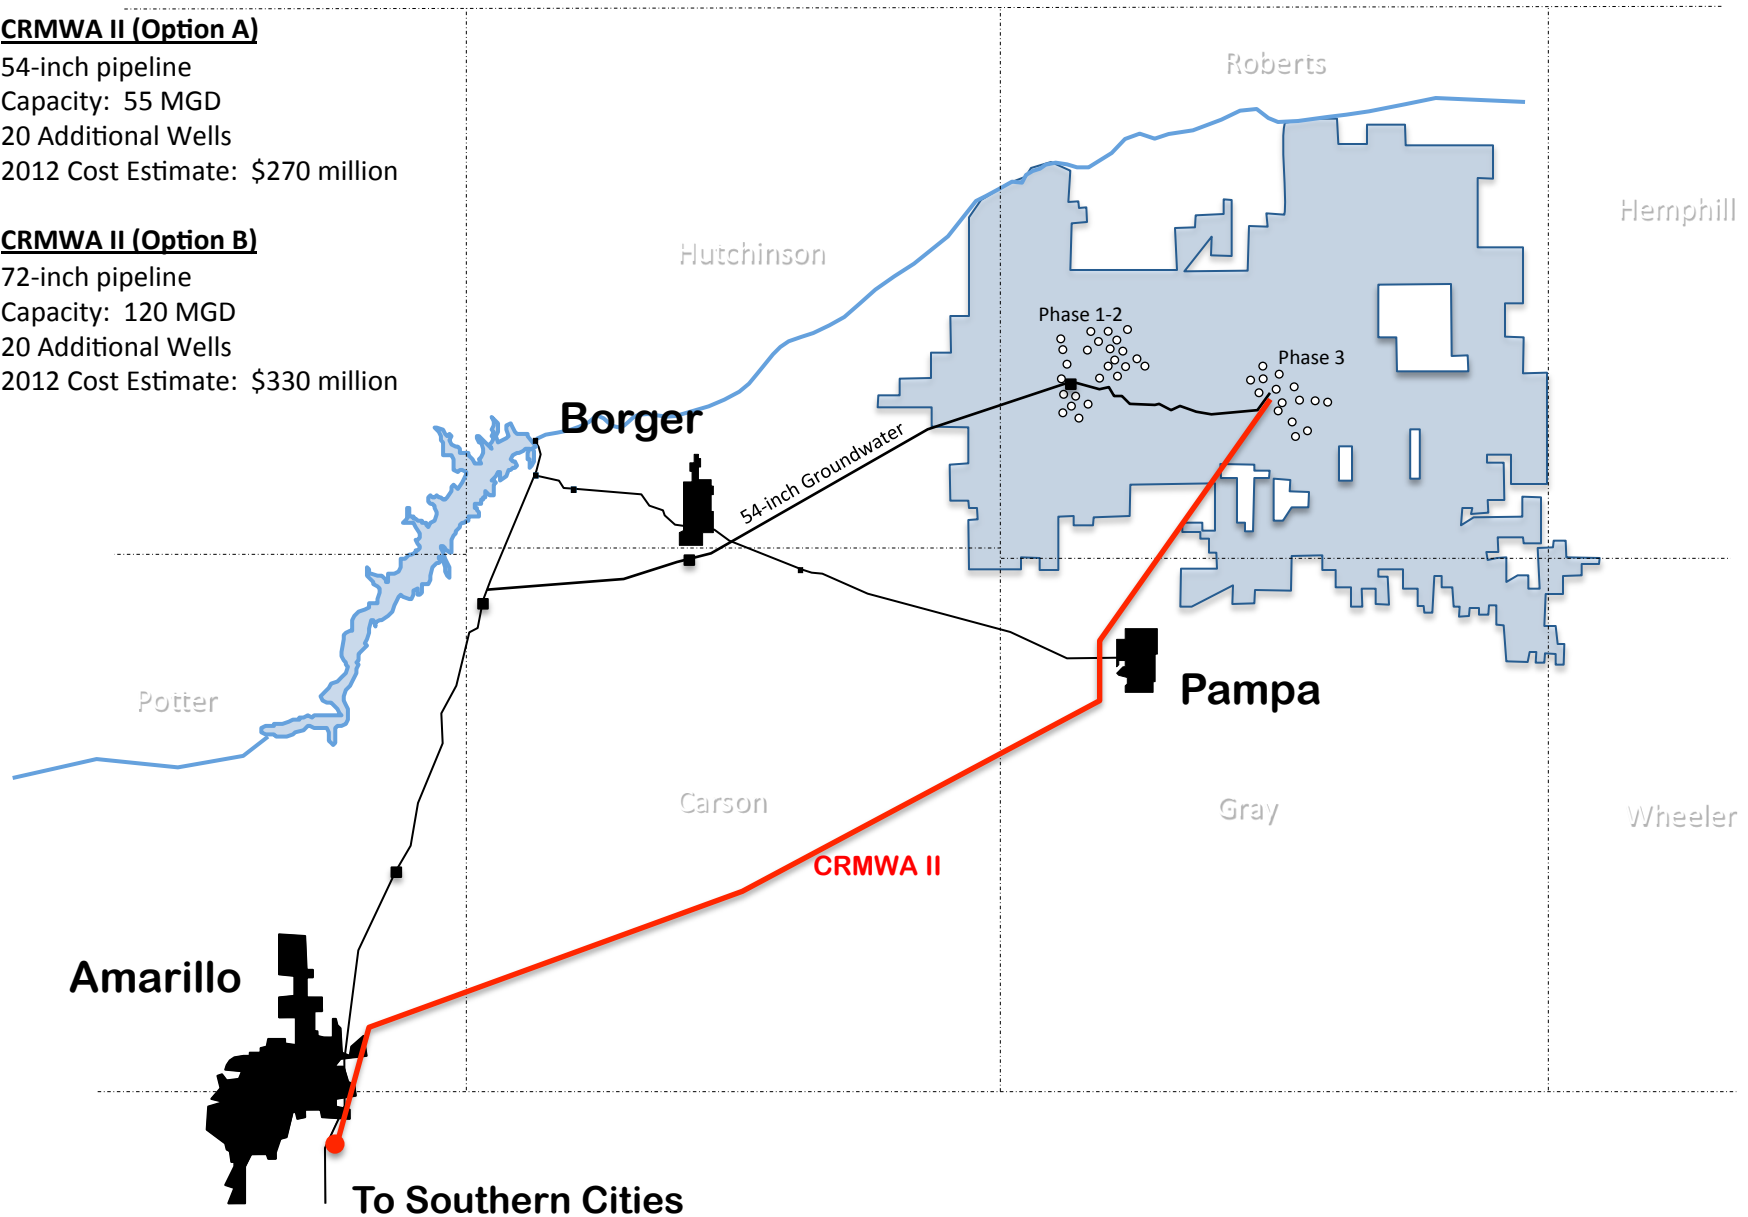 CRMWA II (Option A)
54-inch pipeline
Capacity: 55 MGD
20 Additional Wells
2012 Cost Estimate: $270 million
CRMWA II (Option B)
72-inch pipeline
Capacity: 120 MGD
20 Additional Wells
2012 Cost Estimate: $330 million
Roberts
Hemphill
Hutchinson
Phase 1-2
Phase 3
Borger
54-inch Groundwater
Potter
Pampa
Carson
Gray
Wheeler
CRMWA II
Amarillo
To Southern Cities